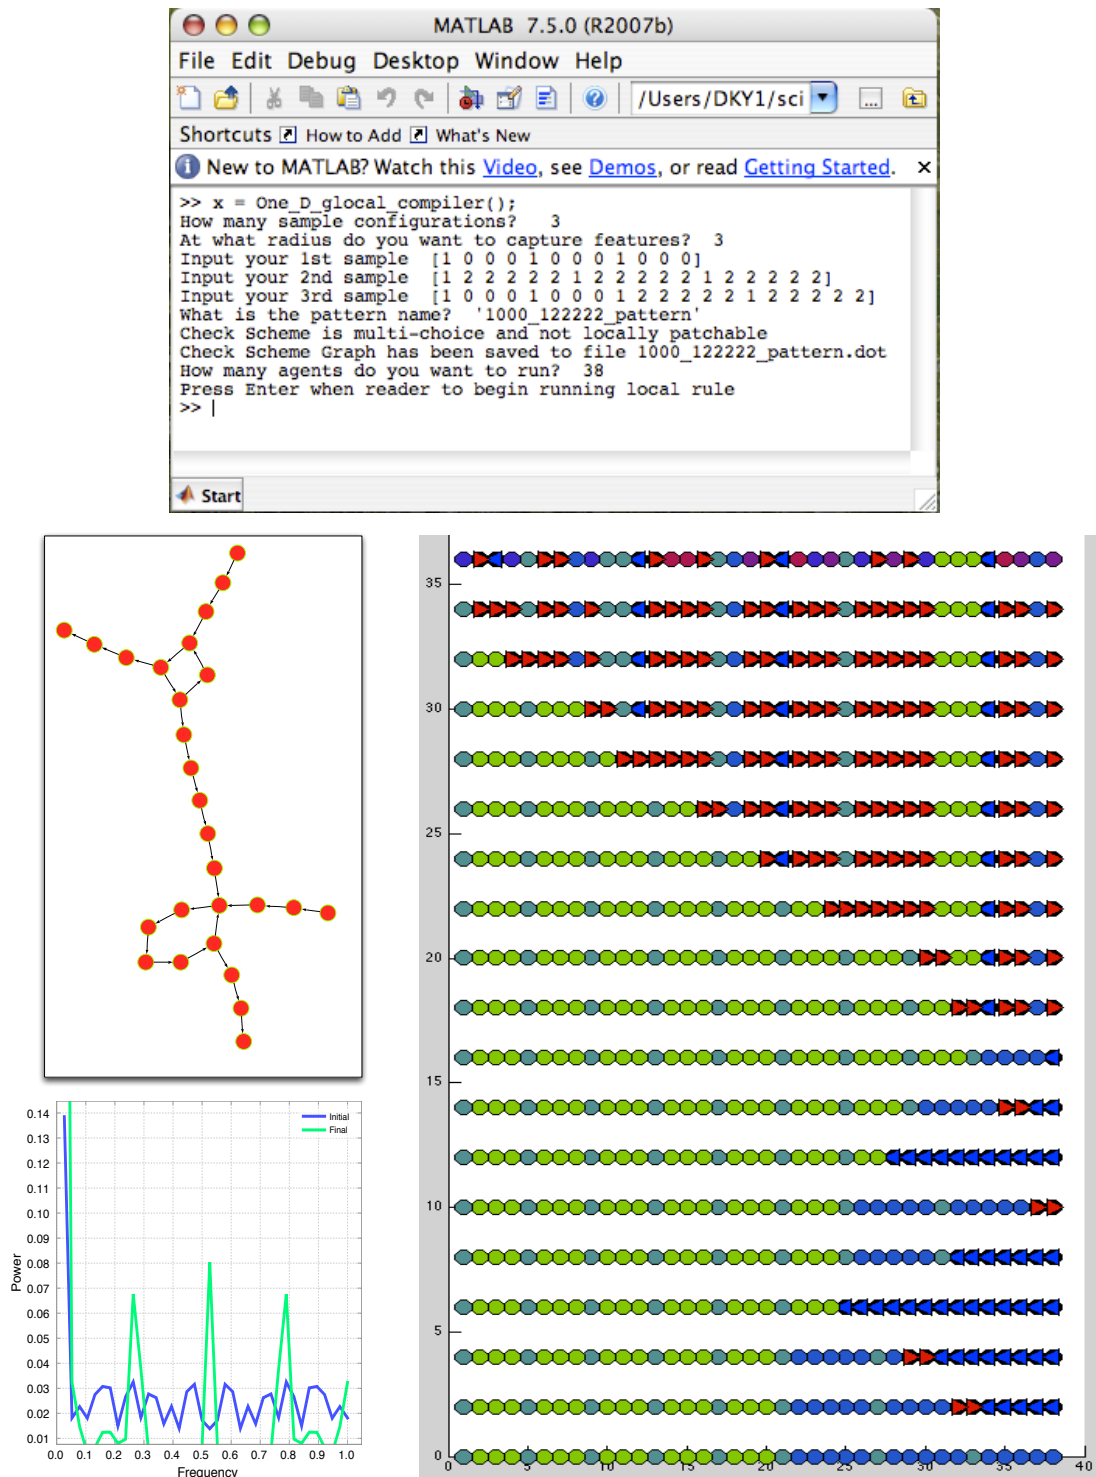 MATLAB 7.5.0 (R2007b)
File Edit Debug Desktop Window Help
/Users/DKY1/sci
...
Shortcuts How to Add What's New
New to MATLAB? Watch this Video, see Demos, or read Getting Started.
>> x = One_D_glocal_compiler();
How many sample configurations? 3
At what radius do you want to capture features? 3
Input your 1st sample [1 0 0 0 1 0 0 0 1 0 0 0]
Input your 2nd sample [1 2 2 2 2 2 1 2 2 2 2 2 1 2 2 2 2 2]
Input your 3rd sample [1 0 0 0 1 0 0 0 1 2 2 2 2 2 1 2 2 2 2 2]
What is the pattern name? '1000_122222_pattern'
Check Scheme is multi-choice and not locally patchable
Check Scheme Graph has been saved to file 1000_122222_pattern.dot
How many agents do you want to run? 38
Press Enter when reader to begin running local rule
>>
Start
35
30
25
20
15
10
5
0
0 5 10 15 20 25 30 35 40
0.14
0.13
0.12
0.11
0.10
0.09
0.08
0.07
0.06
0.05
0.04
0.03
0.02
0.01
Power
Initial
Final
0.0 0.1 0.2 0.3 0.4 0.5 0.6 0.7 0.8 0.9 1.0
Frequency